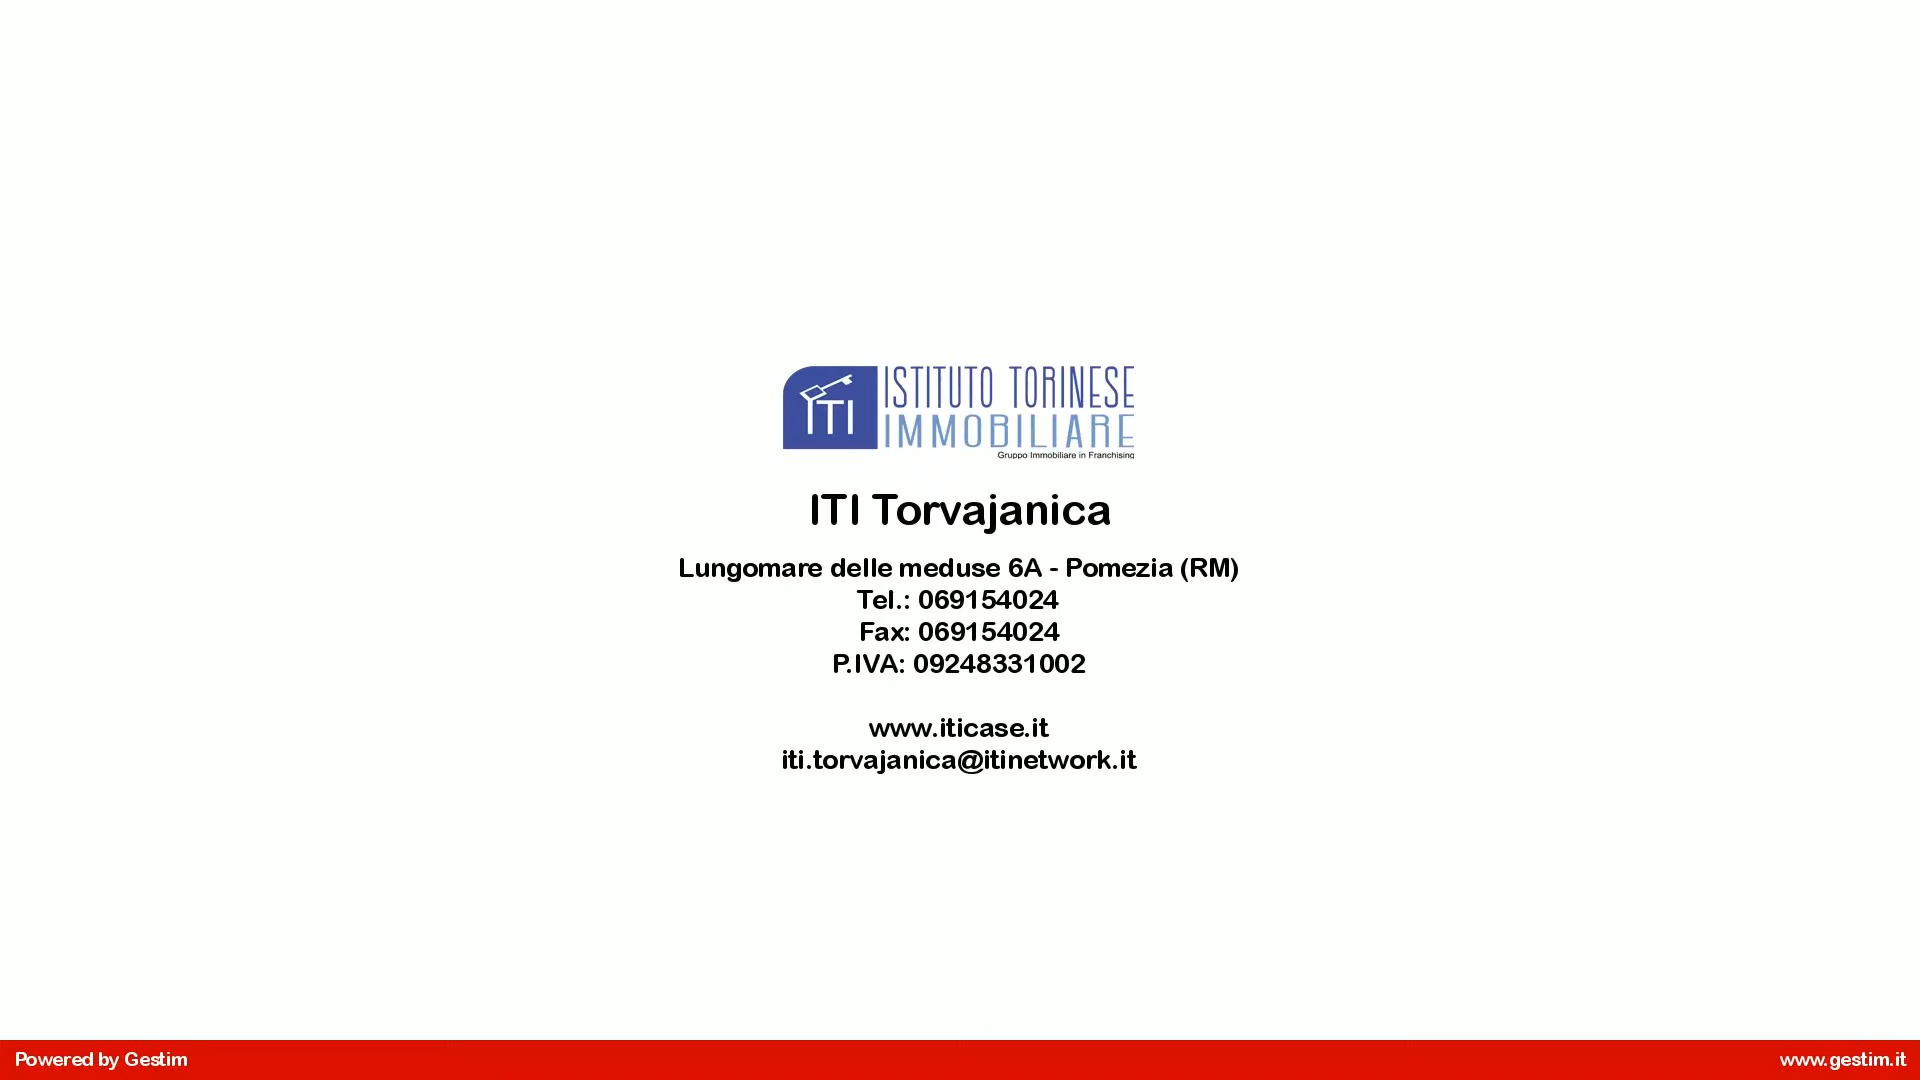 ITI
ISTITUTO TORINESE
IMMOBILIARE
Gruppo Immobiliare in Franchising
ITI Torvajanica
Lungomare delle meduse 6A - Pomezia (RM)
Tel.: 069154024
Fax: 069154024
P.IVA: 09248331002
www.iticase.it
iti.torvajanica@itinetwork.it
Powered by Gestim
www.gestim.it